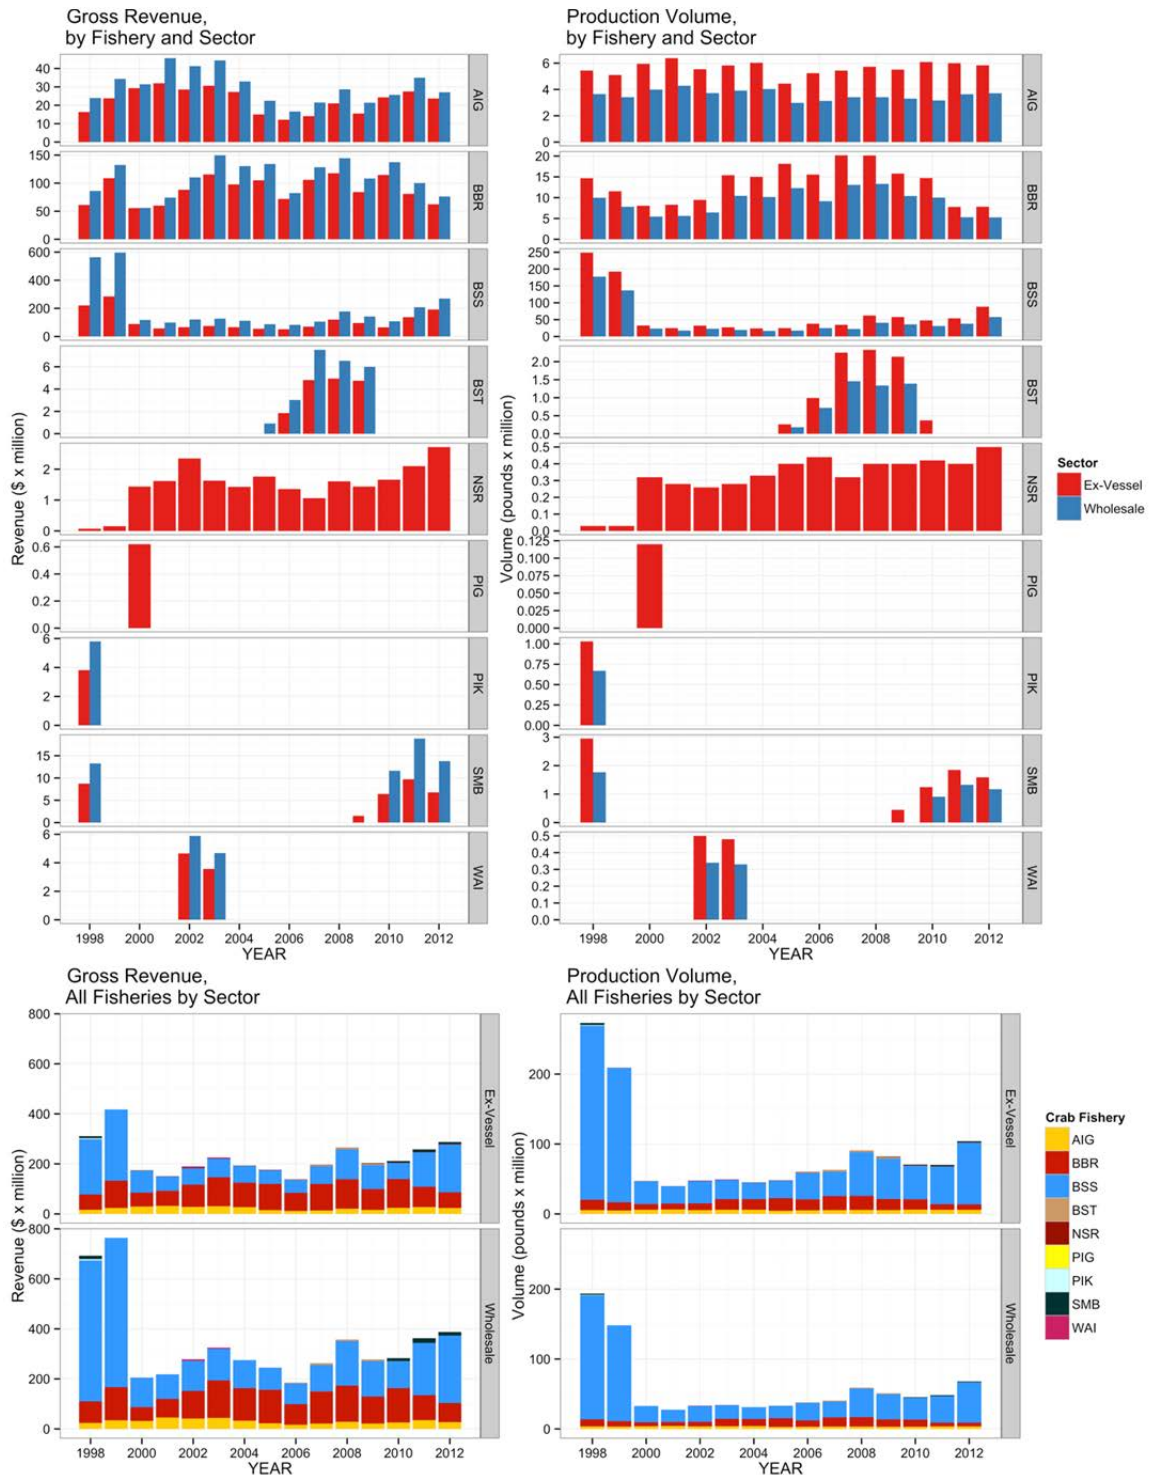 Gross Revenue,
by Fishery and Sector
40
30
20
10
0
AIG
150
100
50
0
BBR
600
400
200
0
BSS
6
4
2
0
BST
2
1
0
NSR
0.6
0.4
0.2
0.0
PIG
6
4
2
0
PIK
15
10
5
0
SMB
6
4
2
0
WAI
Revenue ($ x million)
1998 2000 2002 2004 2006 2008 2010 2012
YEAR
Production Volume,
by Fishery and Sector
6
4
2
0
AIG
20
15
10
5
0
BBR
250
200
150
100
50
0
BSS
2.0
1.5
1.0
0.5
0.0
BST
0.5
0.4
0.3
0.2
0.1
0.0
NSR
0.125
0.100
0.075
0.050
0.025
0.000
PIG
1.00
0.75
0.50
0.25
0.00
PIK
3
2
1
0
SMB
0.5
0.4
0.3
0.2
0.1
0.0
WAI
Volume (pounds x million)
1998 2000 2002 2004 2006 2008 2010 2012
YEAR
Sector
Ex-Vessel
Wholesale
Gross Revenue,
All Fisheries by Sector
800
600
400
200
0
Ex-Vessel
800
600
400
200
0
Wholesale
Revenue ($ x million)
1998 2000 2002 2004 2006 2008 2010 2012
YEAR
Production Volume,
All Fisheries by Sector
200
100
0
Ex-Vessel
200
100
0
Wholesale
Volume (pounds x million)
1998 2000 2002 2004 2006 2008 2010 2012
YEAR
Crab Fishery
AIG
BBR
BSS
BST
NSR
PIG
PIK
SMB
WAI